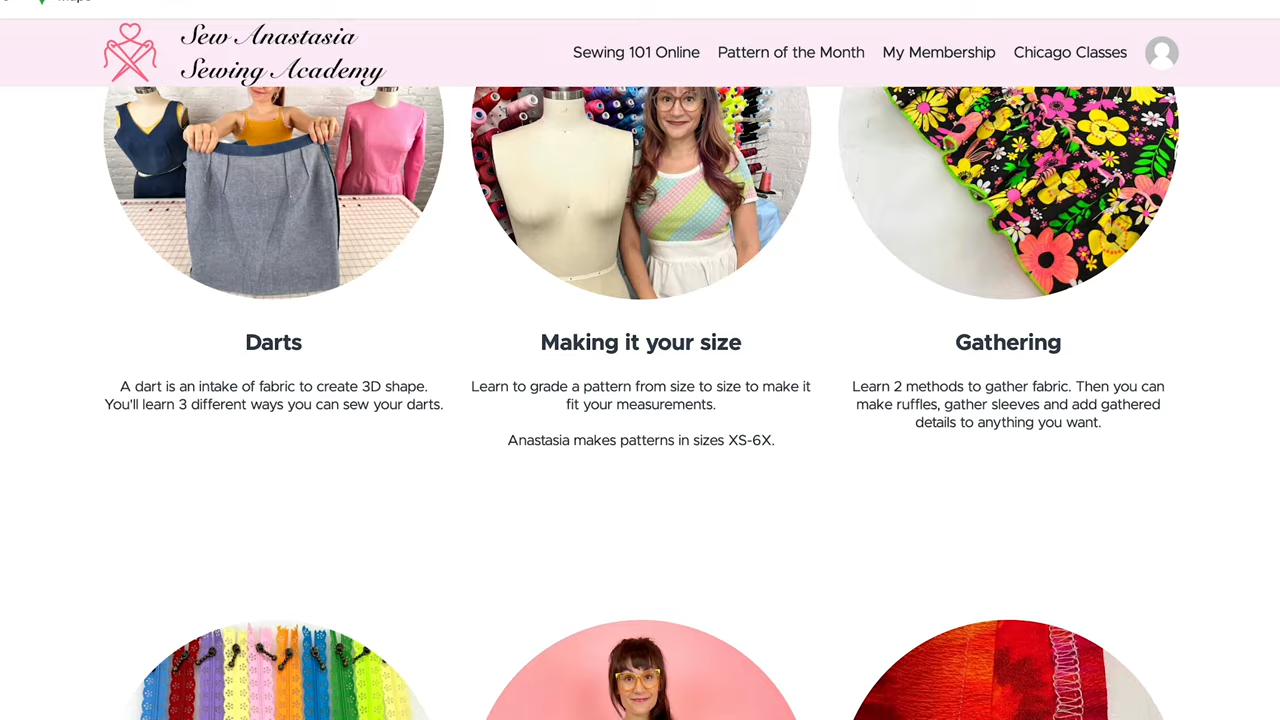 Sew Anastasia
Sewing Academy
Sewing 101 Online
Pattern of the Month
My Membership
Chicago Classes
Darts
A dart is an intake of fabric to create 3D shape.
You'll learn 3 different ways you can sew your darts.
Making it your size
Learn to grade a pattern from size to size to make it
fit your measurements.
Anastasia makes patterns in sizes XS-6X.
Gathering
Learn 2 methods to gather fabric. Then you can
make ruffles, gather sleeves and add gathered
details to anything you want.